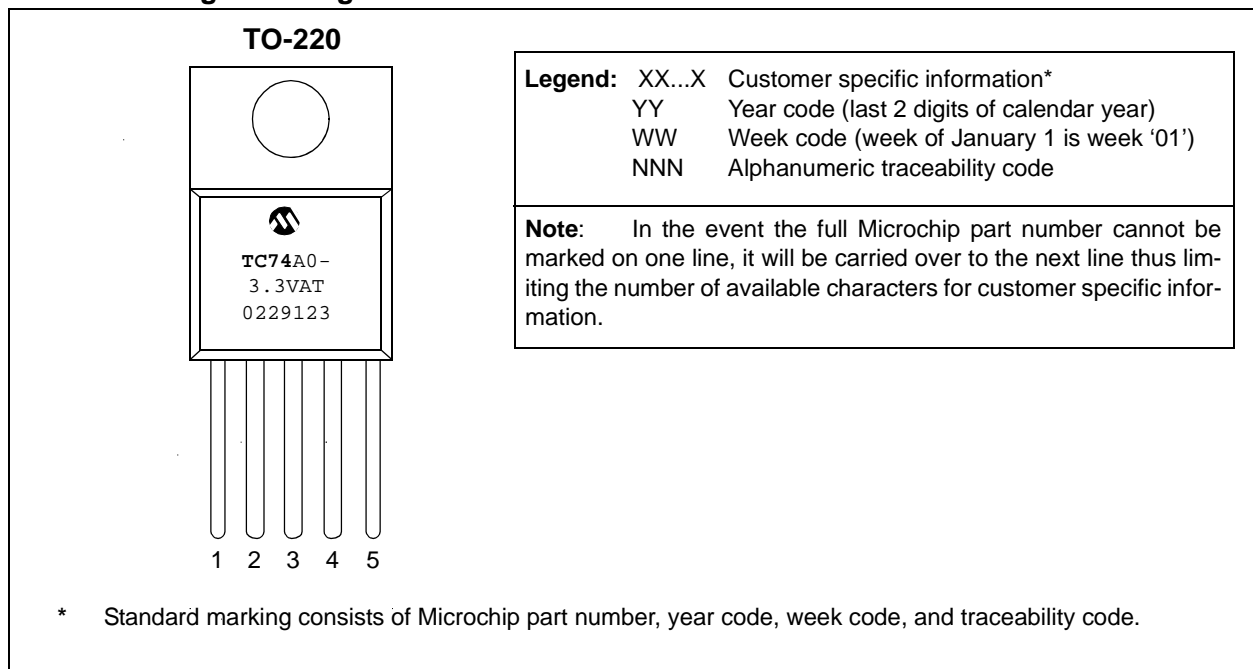 TO-220
TC74A0-
3.3VAT
0229123
1 2 3 4 5
Legend: XX...X Customer specific information*
YY Year code (last 2 digits of calendar year)
WW Week code (week of January 1 is week ‘01’)
NNN Alphanumeric traceability code
Note: In the event the full Microchip part number cannot be
marked on one line, it will be carried over to the next line thus lim-
iting the number of available characters for customer specific infor-
mation.
* Standard marking consists of Microchip part number, year code, week code, and traceability code.